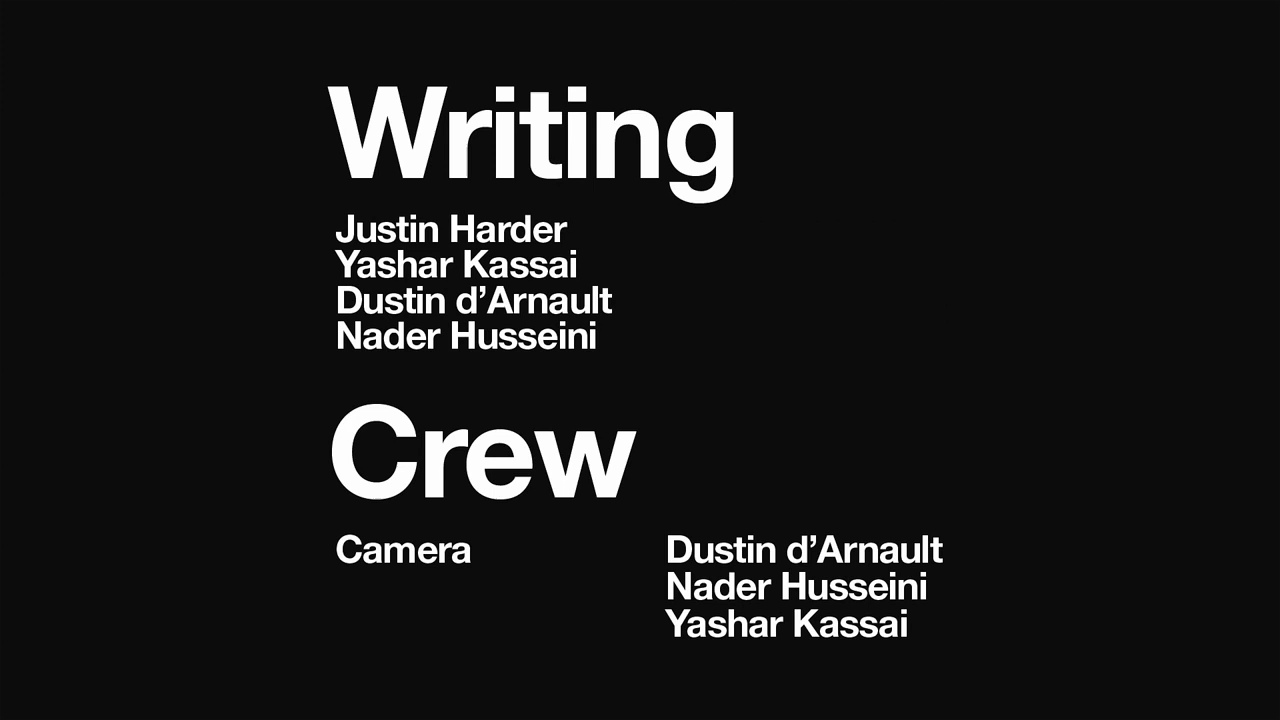 Writing
Justin Harder
Yashar Kassai
Dustin d’Arnault
Nader Husseini
Crew
Camera Dustin d’Arnault
Nader Husseini
Yashar Kassai